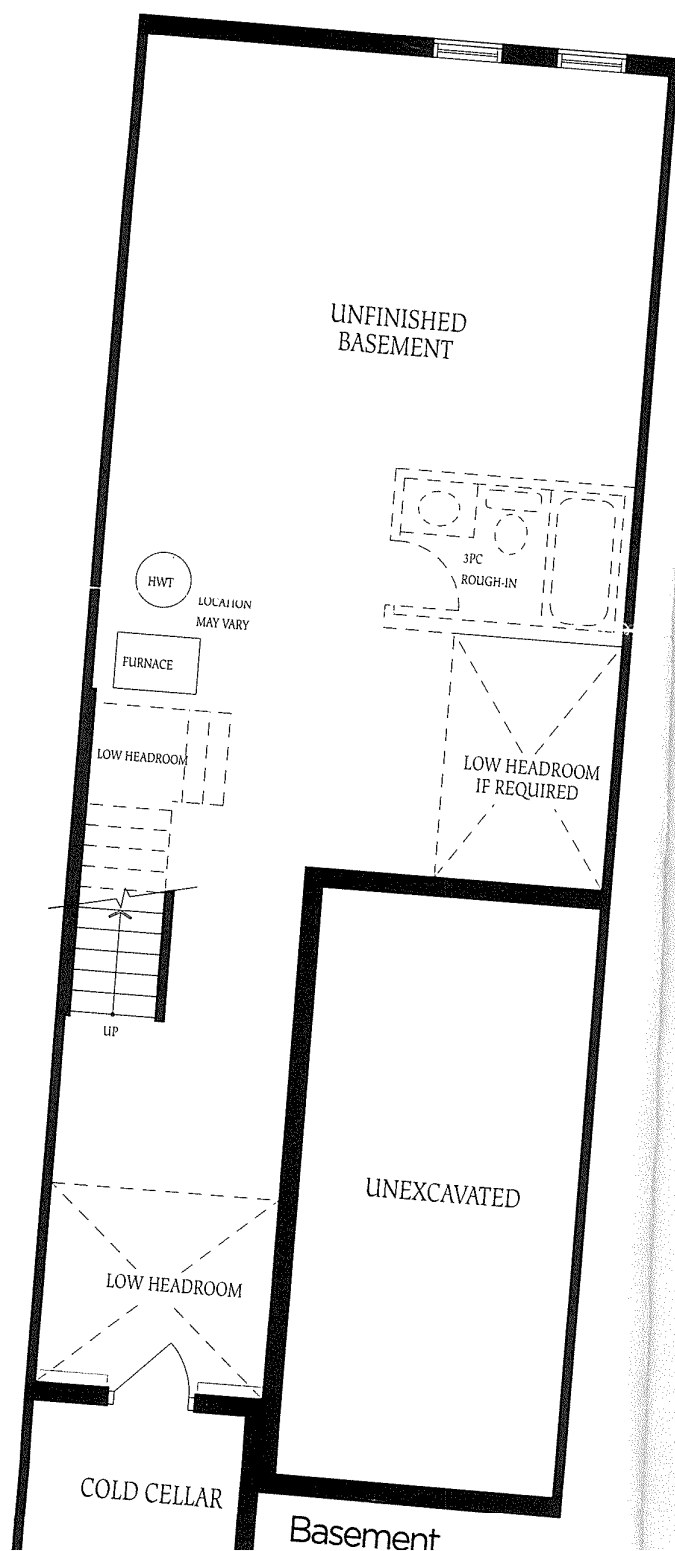 UNFINISHED
BASEMENT
3PC
ROUGH-IN
HWT
LOCATION
MAY VARY
FURNACE
LOW HEADROOM
LOW HEADROOM
IF REQUIRED
UP
UNEXCAVATED
LOW HEADROOM
COLD CELLAR
Basement